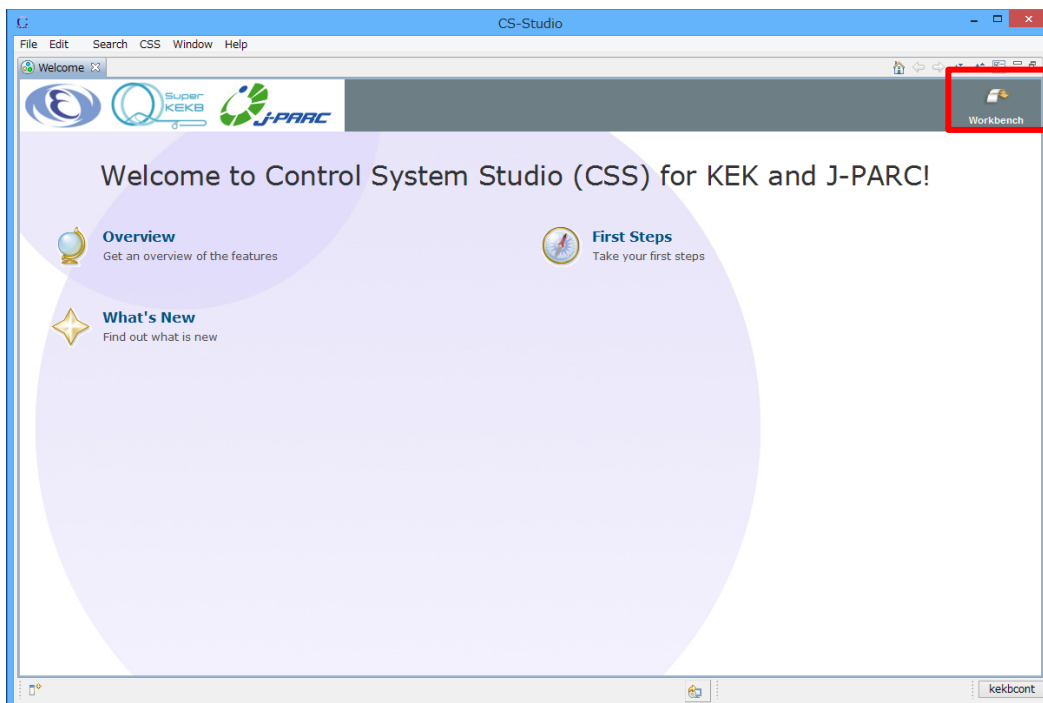 CS-Studio
File Edit Search CSS Window Help
Welcome
Super
KEKB
J-PARC
Workbench
Welcome to Control System Studio (CSS) for KEK and J-PARC!
Overview
Get an overview of the features
First Steps
Take your first steps
What's New
Find out what is new
kekbcont